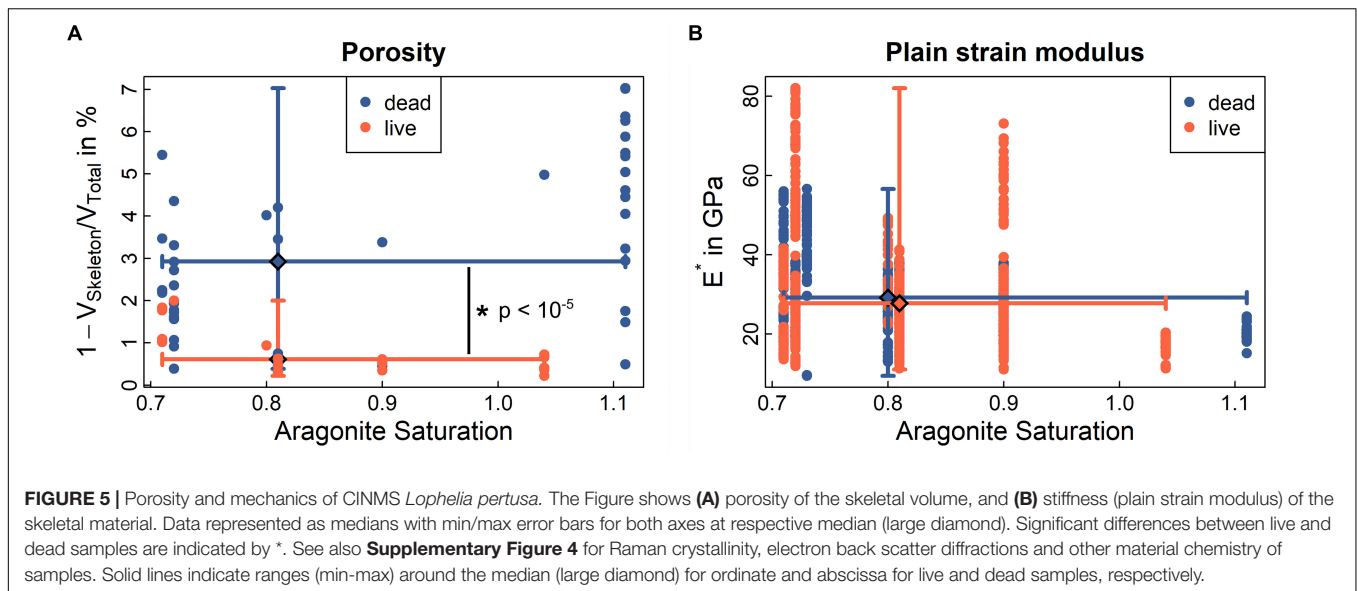 A
Porosity
1 – V_Skeleton/V_Total in %
7
6
5
4
3
2
1
0
dead
live
* p < 10^-5
0.7 0.8 0.9 1.0 1.1
Aragonite Saturation
B
Plain strain modulus
E* in GPa
80
60
40
20
dead
live
0.7 0.8 0.9 1.0 1.1
Aragonite Saturation
FIGURE 5 | Porosity and mechanics of CINMS Lophelia pertusa. The Figure shows (A) porosity of the skeletal volume, and (B) stiffness (plain strain modulus) of the
skeletal material. Data represented as medians with min/max error bars for both axes at respective median (large diamond). Significant differences between live and
dead samples are indicated by *. See also Supplementary Figure 4 for Raman crystallinity, electron back scatter diffractions and other material chemistry of
samples. Solid lines indicate ranges (min-max) around the median (large diamond) for ordinate and abscissa for live and dead samples, respectively.